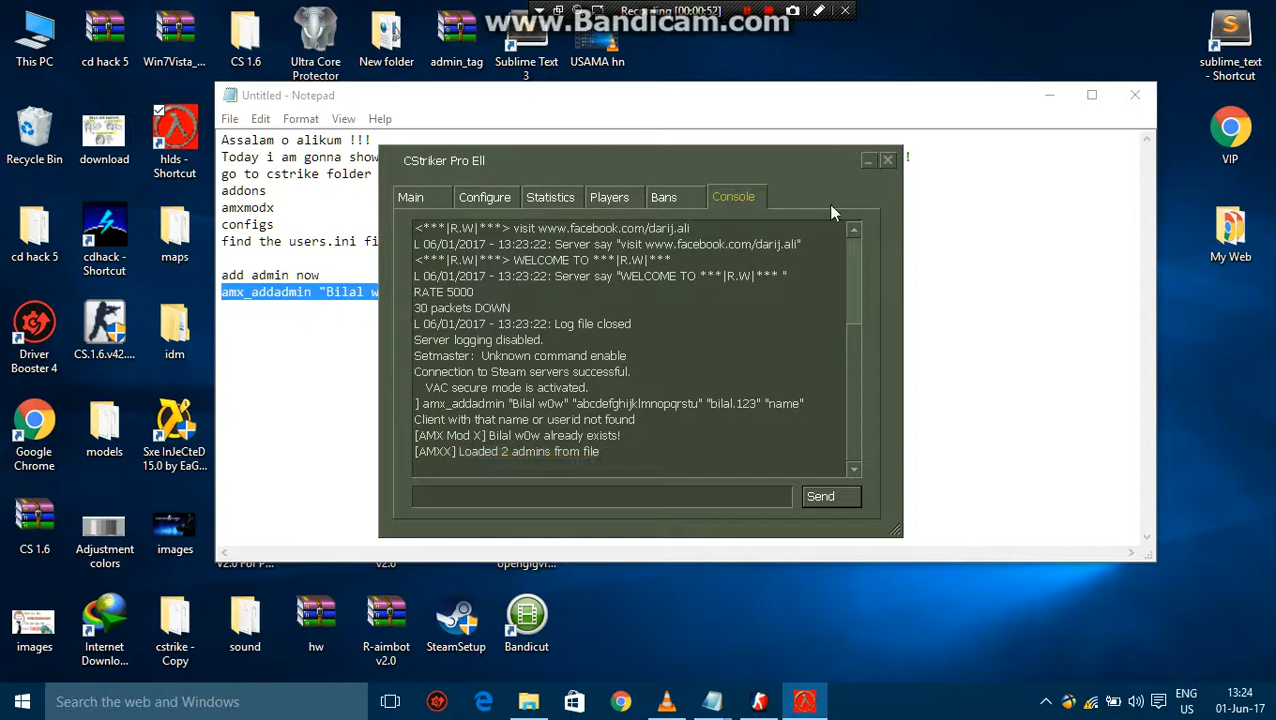 www.Bandicam.com
Recording [00:00:52]
This PC
cd hack 5
Win7Vista_...
CS 1.6
Ultra Core
Protector
New folder
admin_tag
Sublime Text
3
USAMA hn
sublime_text
- Shortcut
Recycle Bin
download
hlds -
Shortcut
VIP
cd hack 5
cdhack -
Shortcut
maps
My Web
Driver
Booster 4
CS.1.6.v42....
idm
Google
Chrome
models
Sxe InJeCteD
15.0 by EaG...
CS 1.6
Adjustment
colors
images
v2.0 For P...
v2.0
images
Internet
Downlo...
cstrike -
Copy
sound
hw
R-aimbot
v2.0
SteamSetup
Bandicut
Untitled - Notepad
File Edit Format View Help
Assalam o alikum !!!
Today i am gonna show
!
go to cstrike folder
addons
amxmodx
configs
find the users.ini fi
add admin now
amx_addadmin "Bilal w
CStriker Pro Ell
Main Configure Statistics Players Bans Console
<***|R.W|***> visit www.facebook.com/darij.ali
L 06/01/2017 - 13:23:22: Server say "visit www.facebook.com/darij.ali"
<***|R.W|***> WELCOME TO ***|R.W|***
L 06/01/2017 - 13:23:22: Server say "WELCOME TO ***|R.W|*** "
RATE 5000
30 packets DOWN
L 06/01/2017 - 13:23:22: Log file closed
Server logging disabled.
Setmaster: Unknown command enable
Connection to Steam servers successful.
VAC secure mode is activated.
] amx_addadmin "Bilal w0w" "abcdefghijklmnopqrstu" "bilal.123" "name"
Client with that name or userid not found
[AMX Mod X] Bilal w0w already exists!
[AMXX] Loaded 2 admins from file
Send
Search the web and Windows
ENG
US
13:24
01-Jun-17